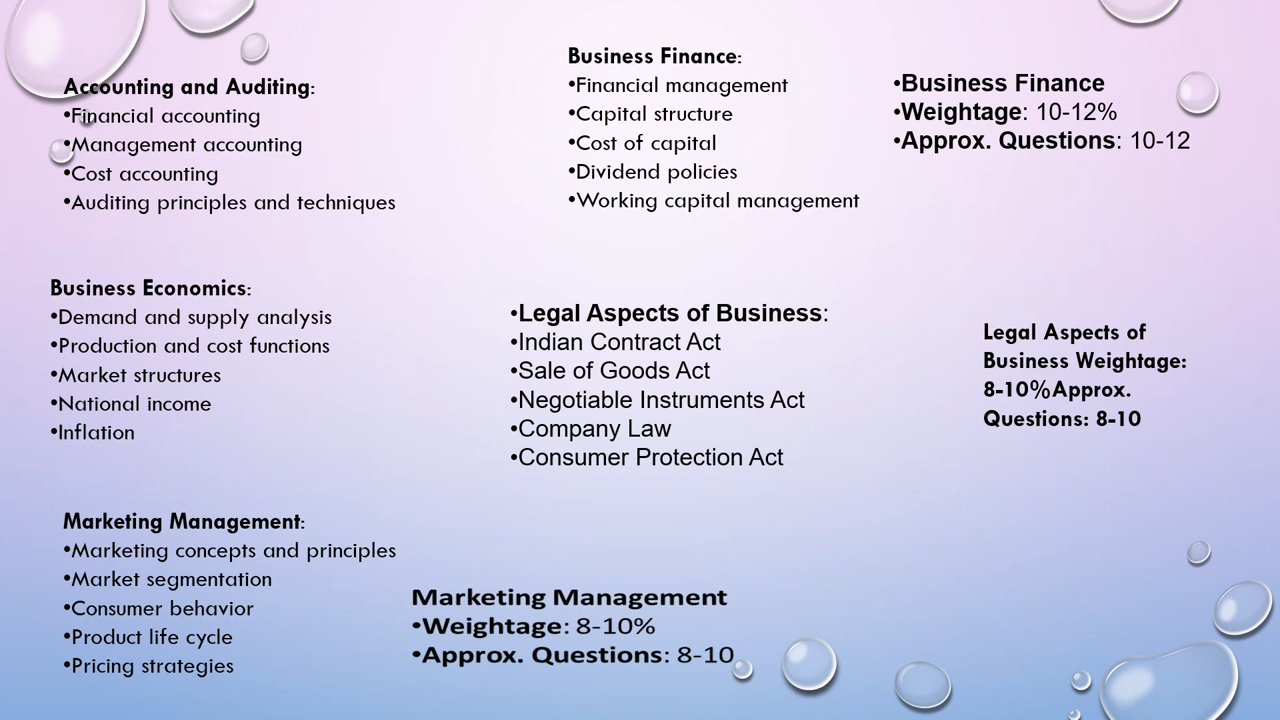 Accounting and Auditing:
•Financial accounting
•Management accounting
•Cost accounting
•Auditing principles and techniques
Business Finance:
•Financial management
•Capital structure
•Cost of capital
•Dividend policies
•Working capital management
•Business Finance
•Weightage: 10-12%
•Approx. Questions: 10-12
Business Economics:
•Demand and supply analysis
•Production and cost functions
•Market structures
•National income
•Inflation
•Legal Aspects of Business:
•Indian Contract Act
•Sale of Goods Act
•Negotiable Instruments Act
•Company Law
•Consumer Protection Act
Legal Aspects of
Business Weightage:
8-10%Approx.
Questions: 8-10
Marketing Management:
•Marketing concepts and principles
•Market segmentation
•Consumer behavior
•Product life cycle
•Pricing strategies
Marketing Management
•Weightage: 8-10%
•Approx. Questions: 8-10